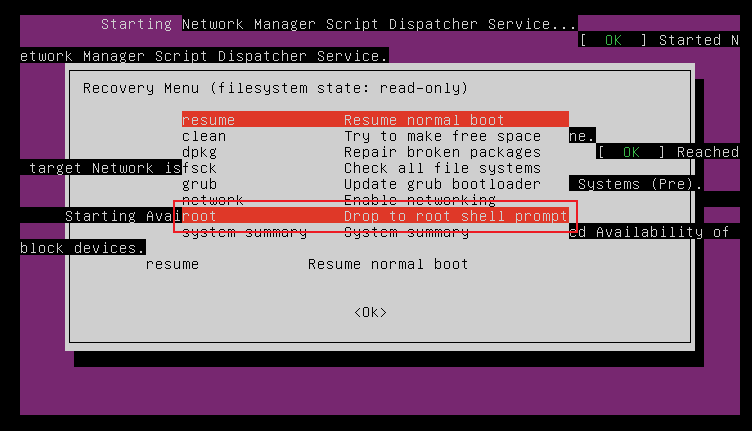 Starting Network Manager Script Dispatcher Service...
[  OK  ] Started N
etwork Manager Script Dispatcher Service.
Recovery Menu (filesystem state: read-only)
resume Resume normal boot
clean Try to make free space ne.
dpkg Repair broken packages [  OK  ] Reached
target Network is fsck Check all file systems
grub Update grub bootloader Systems (Pre).
network Enable networking
Starting Avai root Drop to root shell prompt
system summary System summary ed Availability of
block devices.
resume Resume normal boot
<Ok>